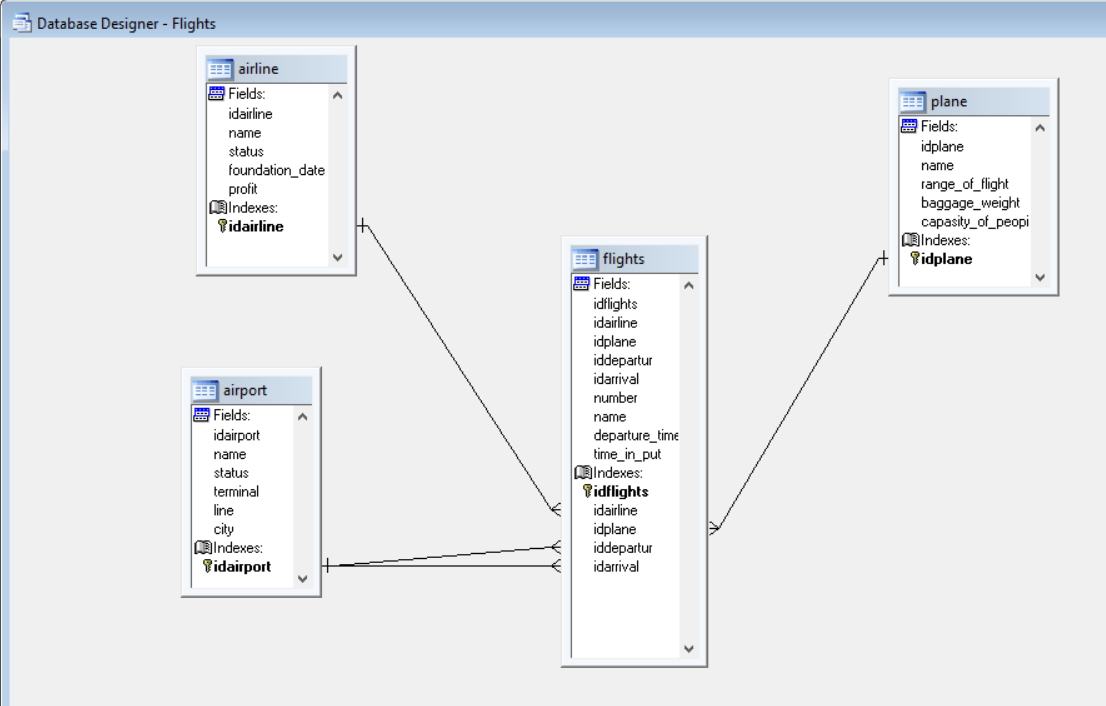 Database Designer - Flights
airline
Fields:
idairline
name
status
foundation_date
profit
Indexes:
idairline
plane
Fields:
idplane
name
range_of_flight
baggage_weight
capasity_of_peopl
Indexes:
idplane
flights
Fields:
idflights
idairline
idplane
iddepartur
idarrival
number
name
departure_time
time_in_put
Indexes:
idflights
idairline
idplane
iddepartur
idarrival
airport
Fields:
idairport
name
status
terminal
line
city
Indexes:
idairport